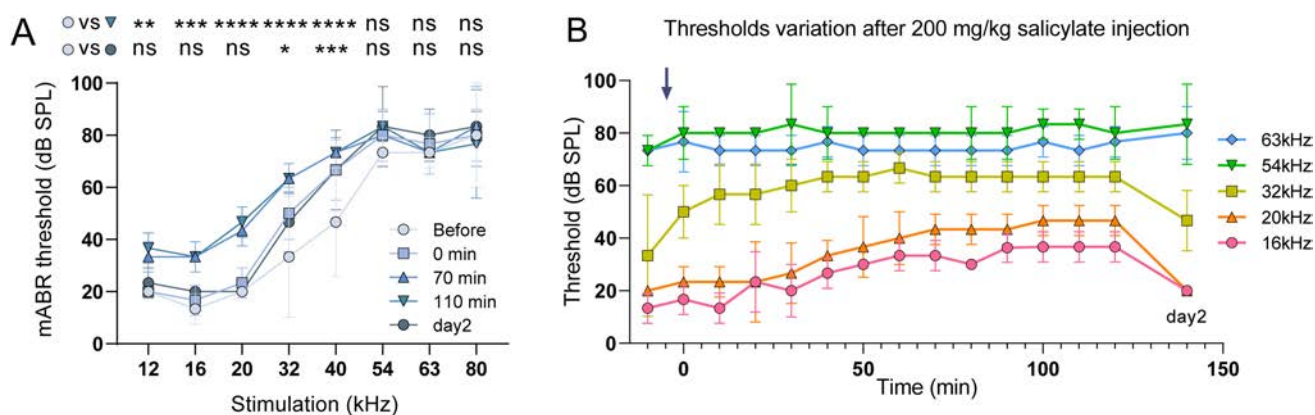 A
vs ** *** **** **** **** ns ns ns
vs ns ns ns * *** ns ns ns
mABR threshold (dB SPL)
100
80
60
40
20
0
12 16 20 32 40 54 63 80
Stimulation (kHz)
Before
0 min
70 min
110 min
day2
B
Thresholds variation after 200 mg/kg salicylate injection
Threshold (dB SPL)
100
80
60
40
20
0
0 50 100 150
Time (min)
day2
63kHz
54kHz
32kHz
20kHz
16kHz